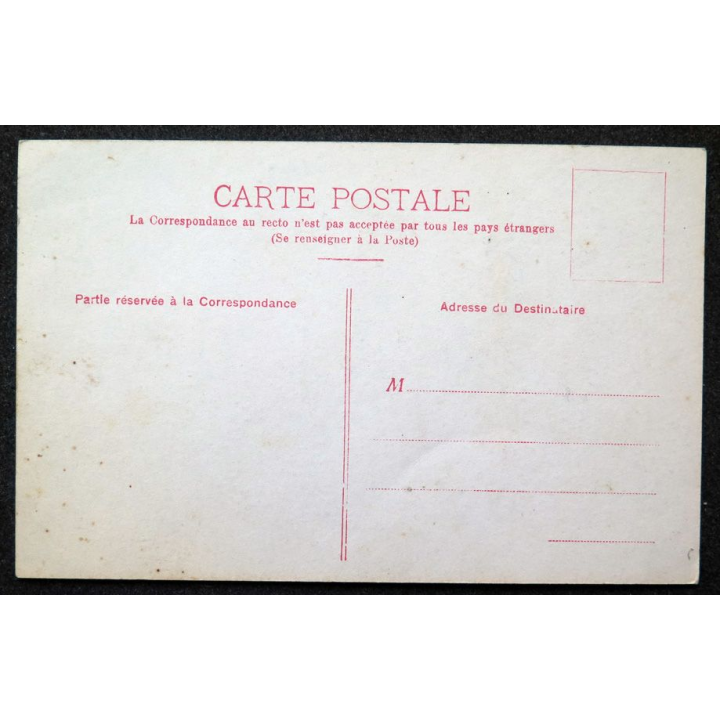 CARTE POSTALE
La Correspondance au recto n'est pas acceptée par tous les pays étrangers
(Se renseigner à la Poste)
Partie réservée à la Correspondance
Adresse du Destinataire
M